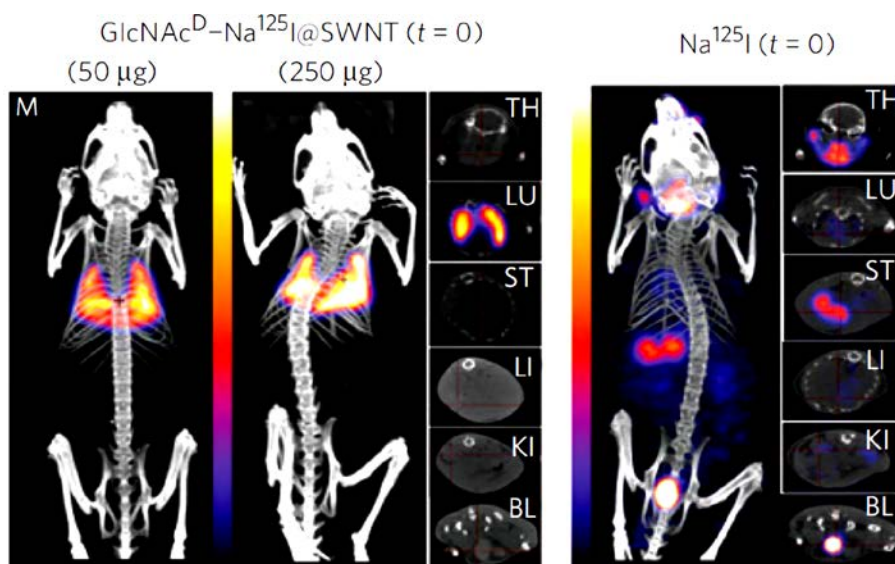 GlcNAcᴰ–Na¹²⁵I@SWNT (t = 0)
(50 μg)
(250 μg)
M
TH
LU
ST
LI
KI
BL
Na¹²⁵I (t = 0)
TH
LU
ST
LI
KI
BL